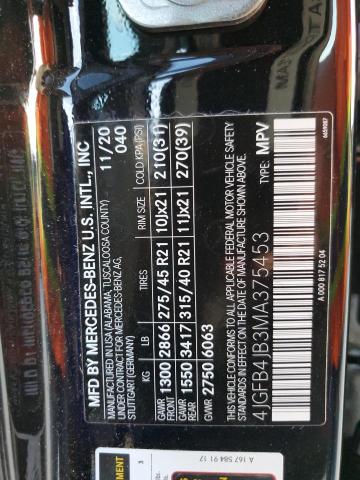 MFD BY MERCEDES-BENZ U.S. INTL., INC
MANUFACTURED IN USA (ALABAMA, TUSCALOOSA COUNTY) 11/20
UNDER CONTRACT FOR MERCEDES-BENZ AG, 040
STUTTGART (GERMANY)
KG LB TIRES RIM SIZE COLD KPA (PSI)
GAWR FRONT 1300 2866 275/45 R21 10Jx21 210(31)
GAWR REAR 1550 3417 315/40 R21 11Jx21 270(39)
GVWR 2750 6063
THIS VEHICLE CONFORMS TO ALL APPLICABLE FEDERAL MOTOR VEHICLE SAFETY
STANDARDS IN EFFECT ON THE DATE OF MANUFACTURE SHOWN ABOVE.
4JGFB4JB3MA375453 TYPE: MPV
A 000 817 52 04
A 167 584 91 17
3